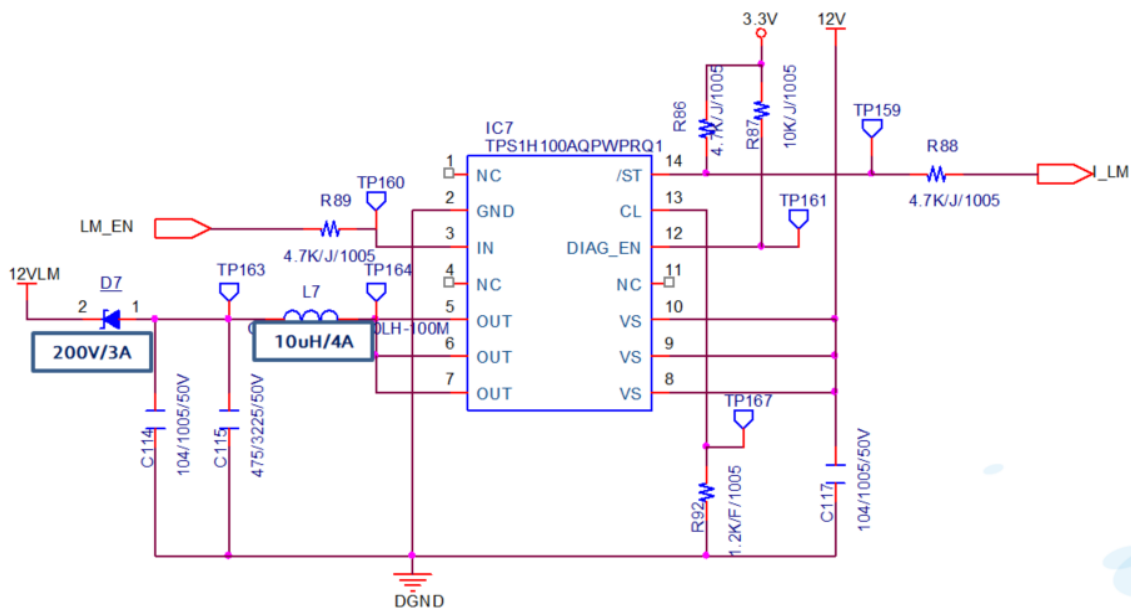 3.3V
12V
R86
4.7K/J/1005
R87
10K/J/1005
TP159
IC7
TPS1H100AQPWPRQ1
R88
I_LM
4.7K/J/1005
1
NC
/ST
14
TP160
2
GND
CL
13
TP161
R89
LM_EN
3
IN
DIAG_EN
12
4.7K/J/1005
4
NC
NC
11
12VLM
D7
TP163
L7
TP164
2
1
5
OUT
VS
10
0LH-100M
200V/3A
10uH/4A
6
OUT
VS
9
7
OUT
VS
8
TP167
C114
104/1005/50V
C115
475/3225/50V
R92
1.2K/F/1005
C117
104/1005/50V
DGND